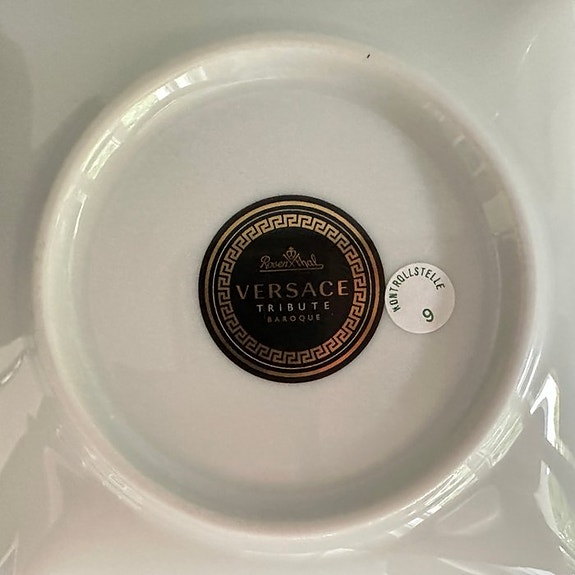 Rosenthal
VERSACE
TRIBUTE
BAROQUE
KONTROLLSTELLE
9